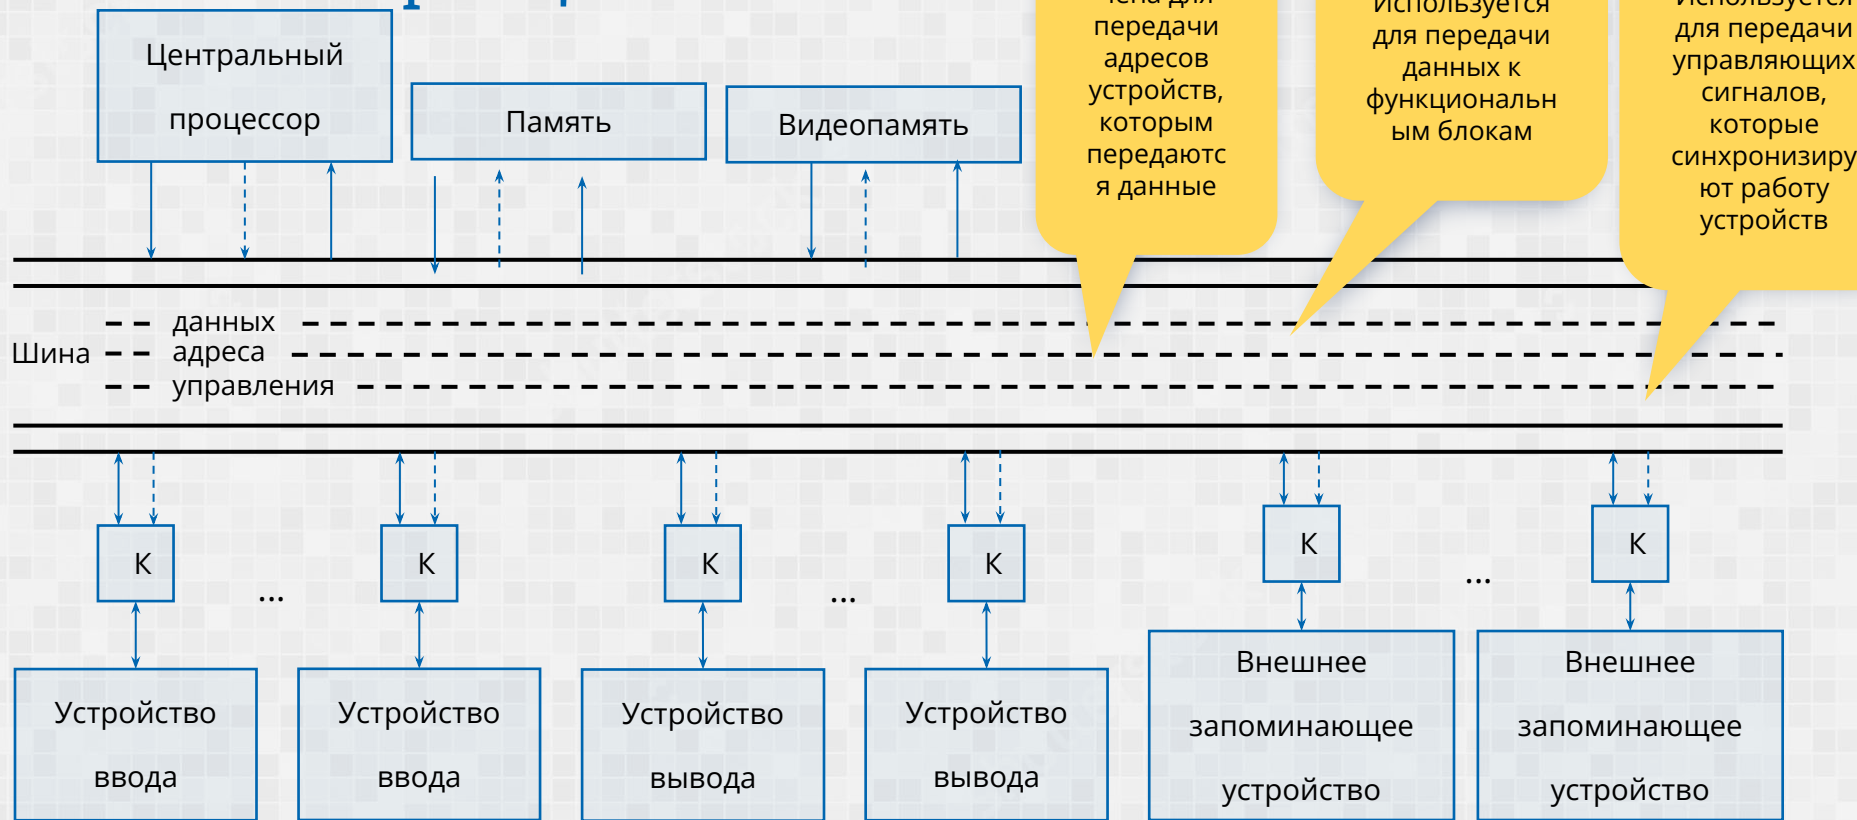 Центральный
процессор
Память
Видеопамять
передачи
адресов
устройств,
которым
передаютс
я данные
Используется
для передачи
данных к
функциональн
ым блокам
Используется
для передачи
управляющих
сигналов,
которые
синхронизиру
ют работу
устройств
Шина
данных
адреса
управления
К
...
К
К
...
К
К
...
К
Устройство
ввода
Устройство
ввода
Устройство
вывода
Устройство
вывода
Внешнее
запоминающее
устройство
Внешнее
запоминающее
устройство